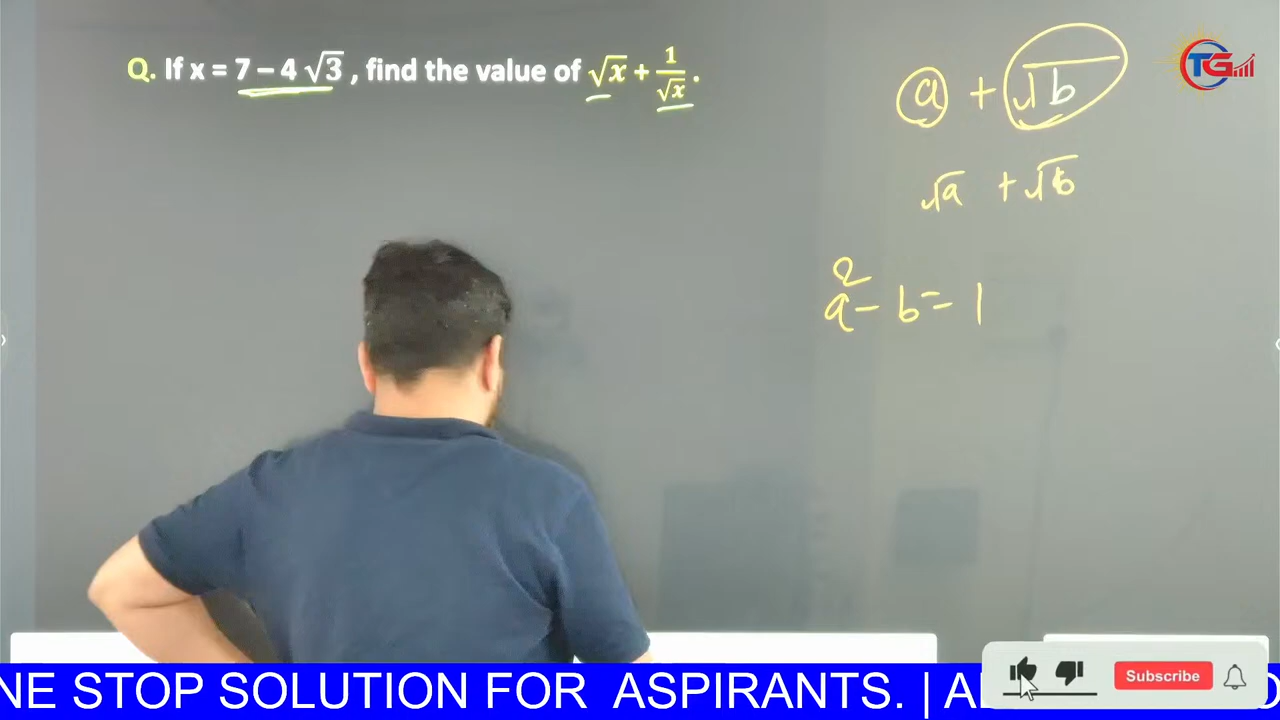 Q. If x = 7 – 4 √3 , find the value of √x + 1/√x .
a + √b
√a + √b
a² – b = 1
TG
NE STOP SOLUTION FOR ASPIRANTS. | A
Subscribe